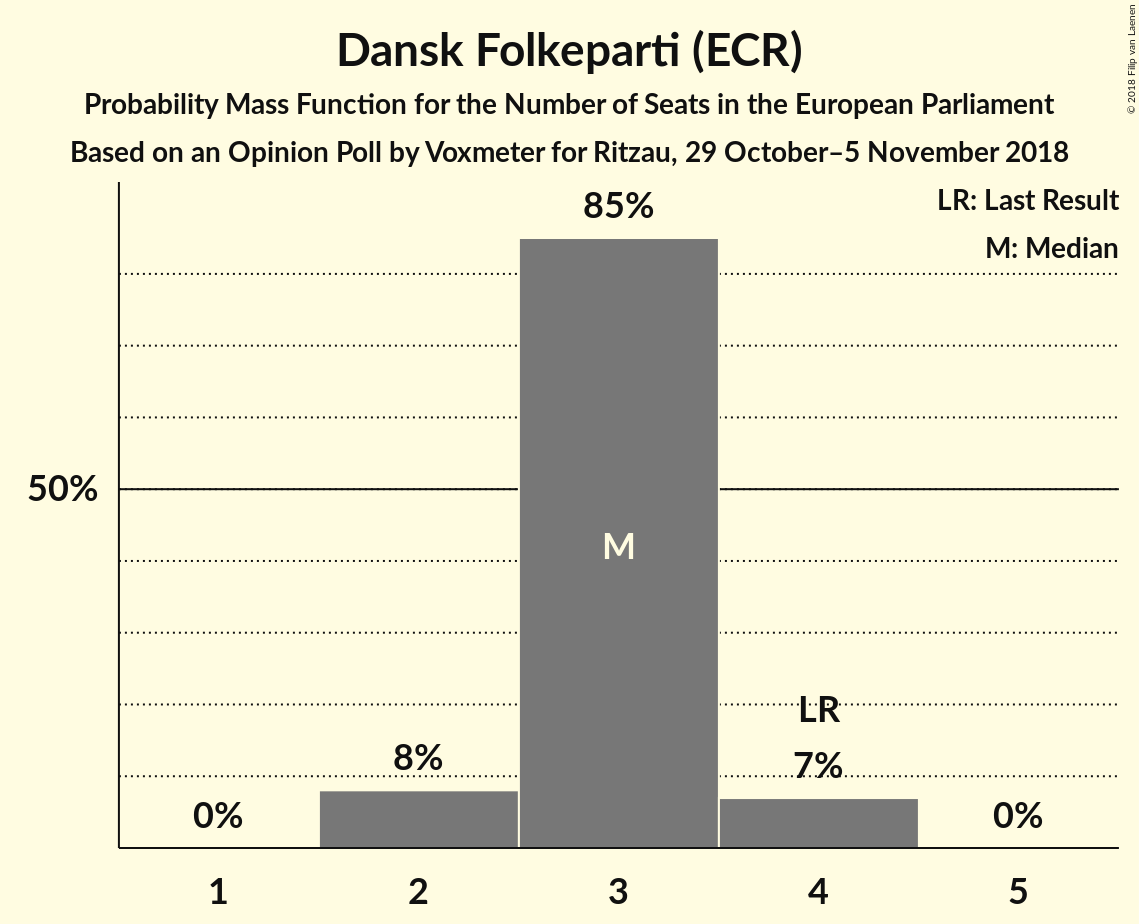 Dansk Folkeparti (ECR)
Probability Mass Function for the Number of Seats in the European Parliament
Based on an Opinion Poll by Voxmeter for Ritzau, 29 October–5 November 2018
© 2018 Filip van Laenen
LR: Last Result
M: Median
85%
50%
M
LR
8%
7%
0%
0%
1
2
3
4
5